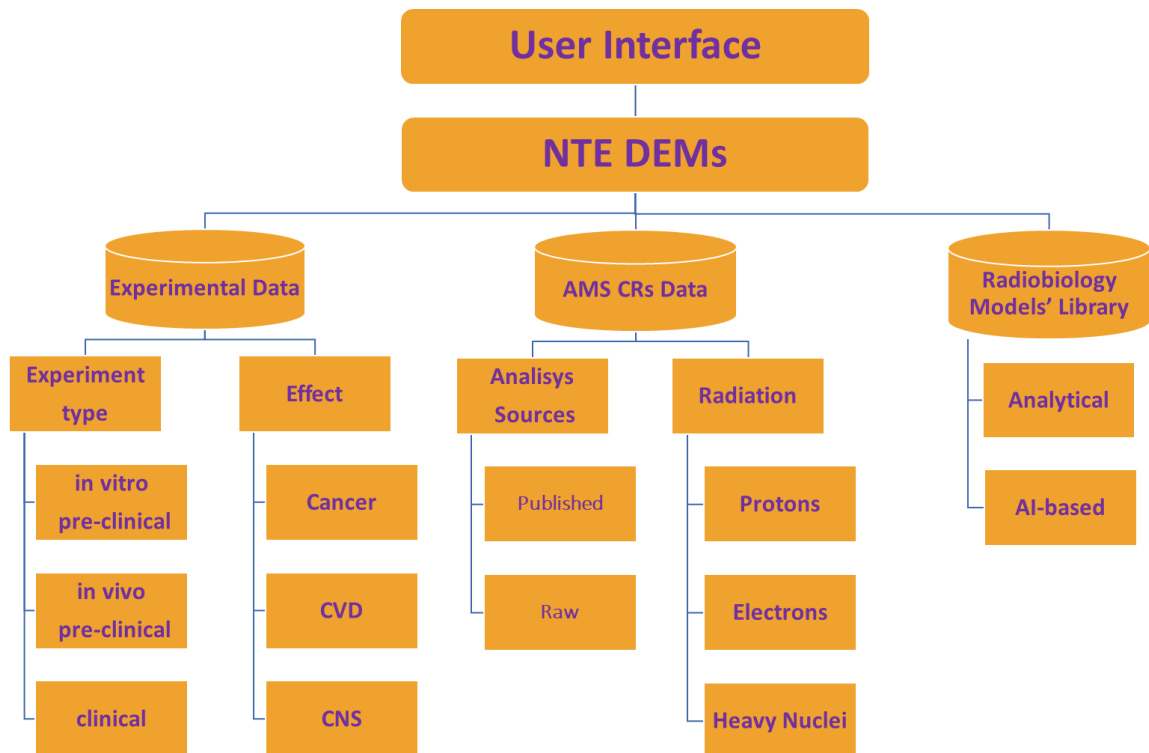 User Interface
NTE DEMs
Experimental Data
AMS CRs Data
Radiobiology
Models’ Library
Experiment
type
Effect
Analisys
Sources
Radiation
Analytical
in vitro
pre-clinical
Cancer
Published
Protons
AI-based
in vivo
pre-clinical
CVD
Raw
Electrons
clinical
CNS
Heavy Nuclei